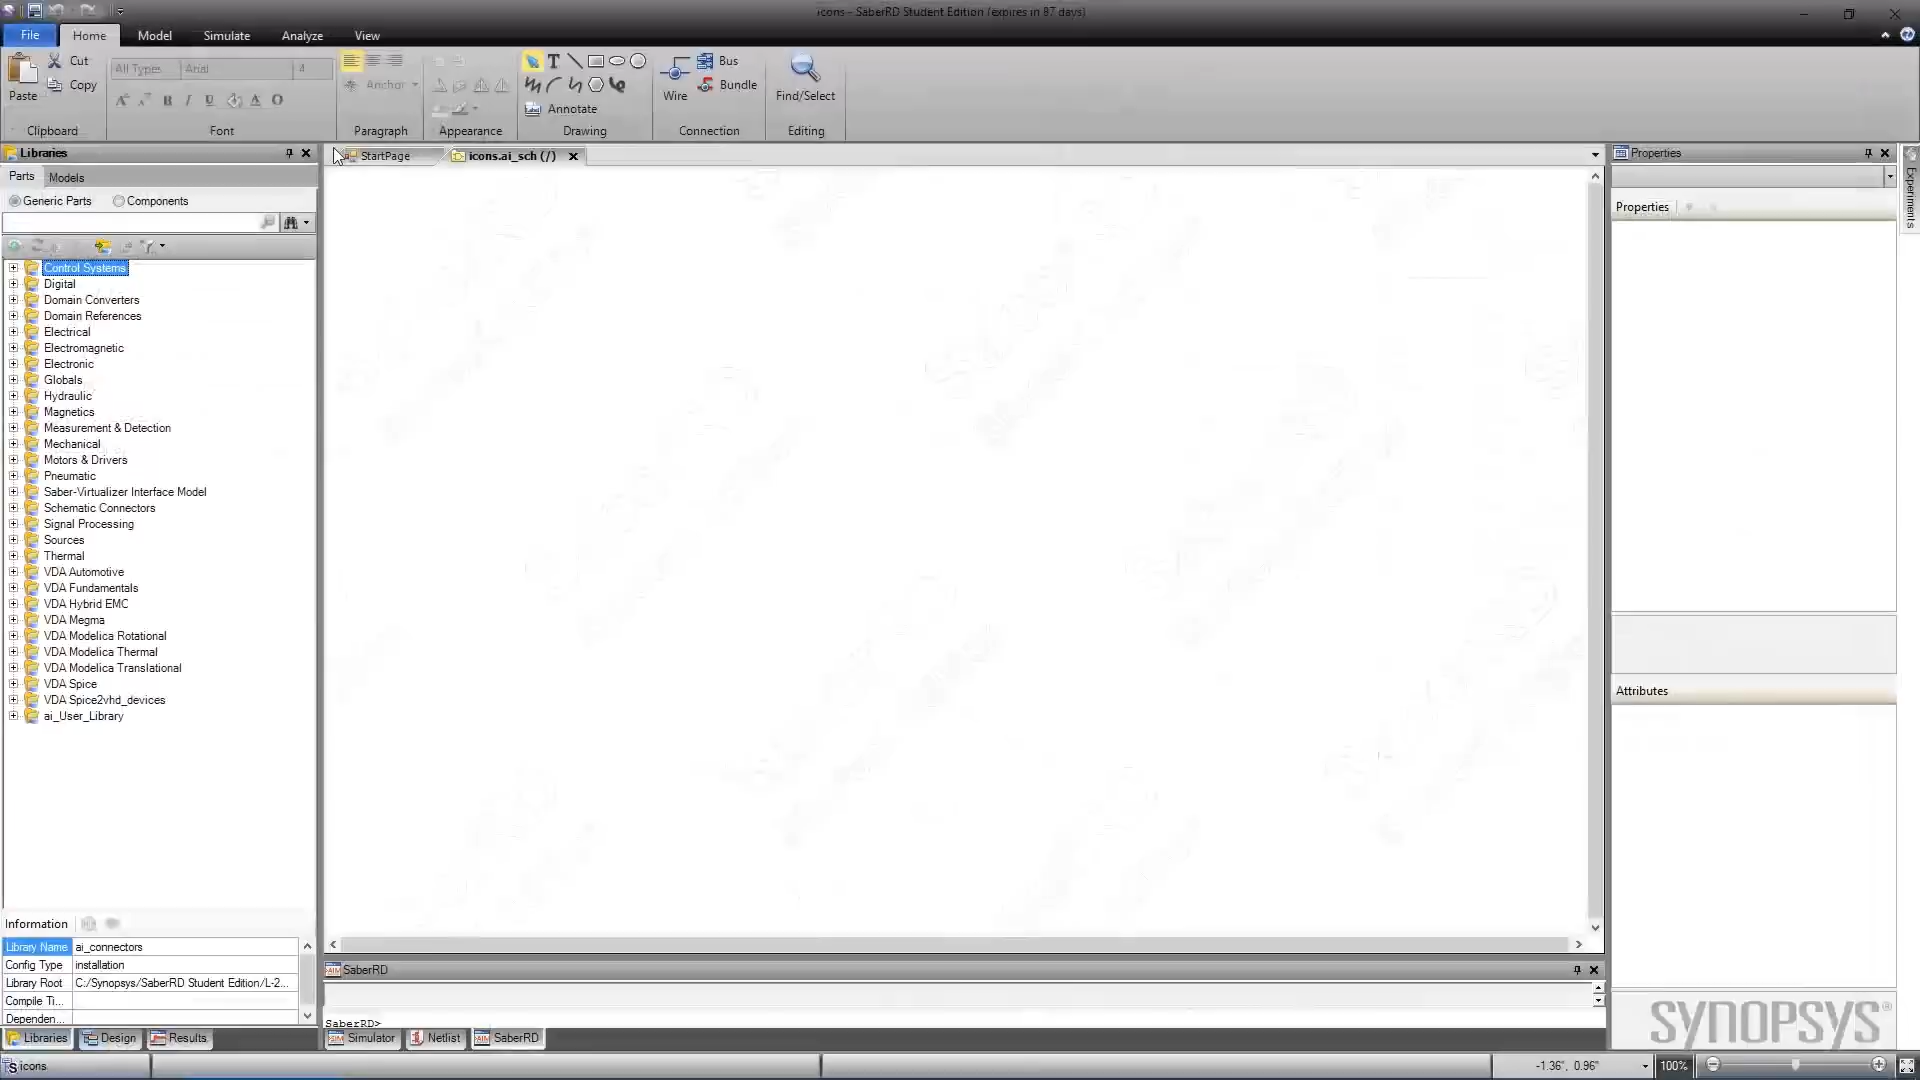 icons - SaberRD Student Edition (expires in 87 days)
File Home Model Simulate Analyze View
Paste Cut Copy
All Types Arial 4
Anchor
Annotate
Wire Bus Bundle
Find/Select
Clipboard Font Paragraph Appearance Drawing Connection Editing
Libraries
StartPage icons.ai_sch (/)
Properties
Parts Models
Generic Parts Components
Properties
Experiments
Control Systems
Digital
Domain Converters
Domain References
Electrical
Electromagnetic
Electronic
Globals
Hydraulic
Magnetics
Measurement & Detection
Mechanical
Motors & Drivers
Pneumatic
Saber-Virtualizer Interface Model
Schematic Connectors
Signal Processing
Sources
Thermal
VDA Automotive
VDA Fundamentals
VDA Hybrid EMC
VDA Megma
VDA Modelica Rotational
VDA Modelica Thermal
VDA Modelica Translational
VDA Spice
VDA Spice2vhd_devices
ai_User_Library
Attributes
Information
Library Name ai_connectors
Config Type installation
Library Root C:/Synopsys/SaberRD Student Edition/L-2...
Compile Ti...
Dependen...
SaberRD
SaberRD>
Libraries Design Results
Simulator Netlist SaberRD
SYNOPSYS®
icons
-1.36", 0.96" 100%